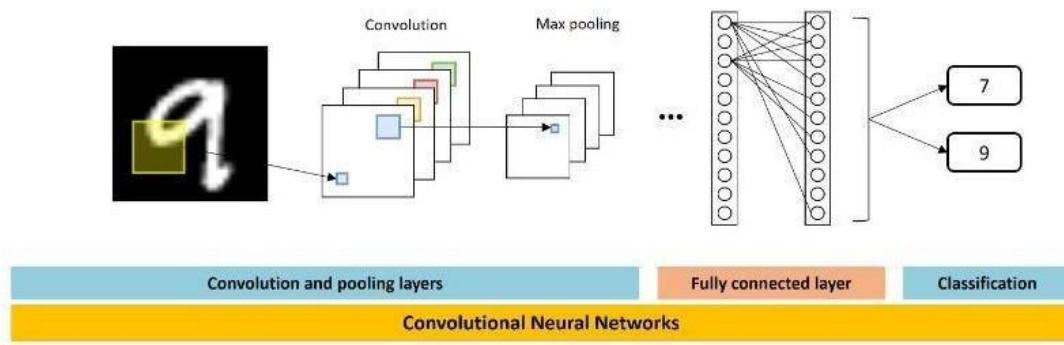 Convolution
Max pooling
...
7
9
Convolution and pooling layers
Fully connected layer
Classification
Convolutional Neural Networks